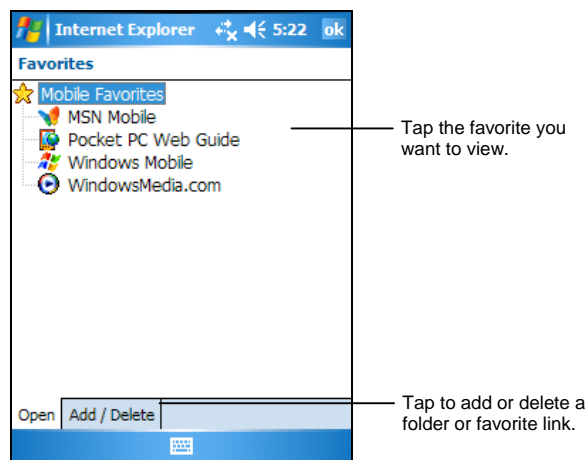 Internet Explorer 5:22 ok
Favorites
Mobile Favorites
MSN Mobile
Pocket PC Web Guide
Windows Mobile
WindowsMedia.com
Tap the favorite you
want to view.
Open Add / Delete
Tap to add or delete a
folder or favorite link.